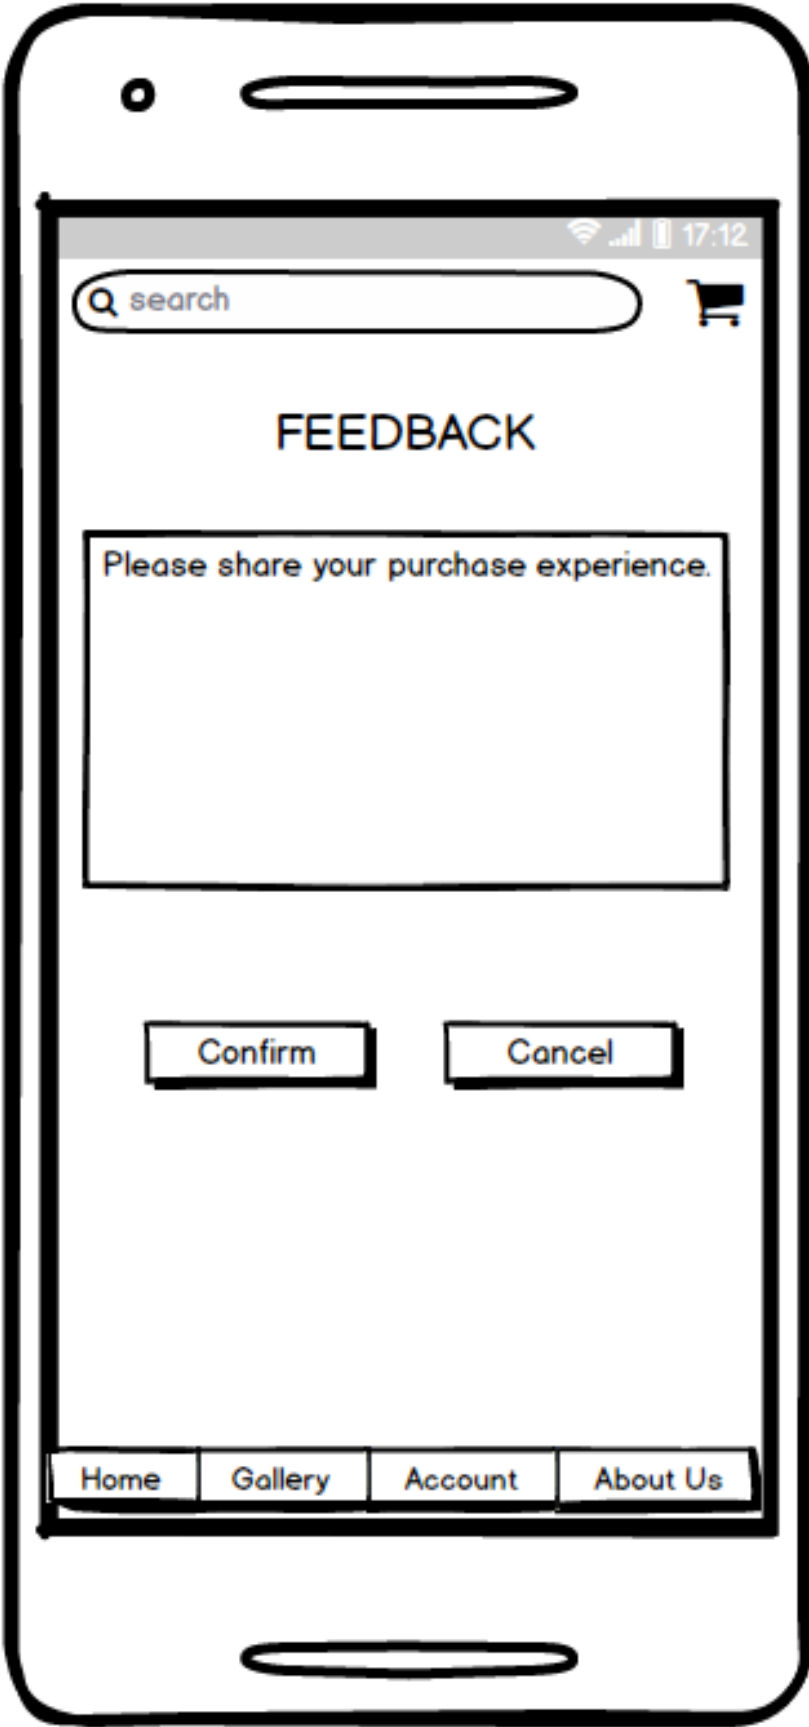 17:12
search
FEEDBACK
Please share your purchase experience.
Confirm Cancel
Home Gallery Account About Us